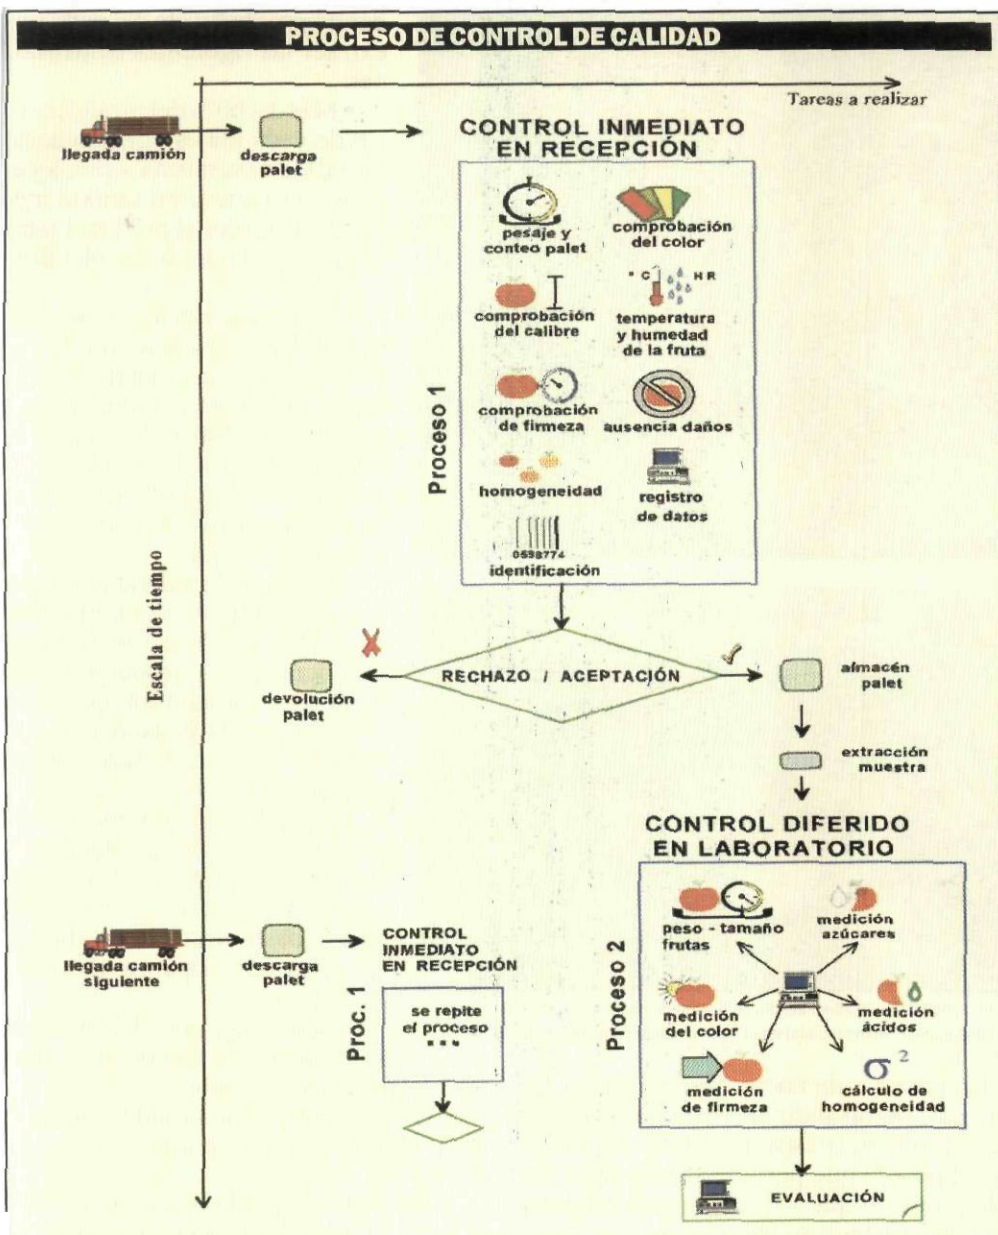 PROCESO DE CONTROL DE CALIDAD
Tareas a realizar
llegada camión
descarga
palet
CONTROL INMEDIATO
EN RECEPCIÓN
Proceso 1
pesaje y
conteo palet
comprobación
del color
comprobación
del calibre
° C
H R
temperatura
y humedad
de la fruta
comprobación
de firmeza
ausencia daños
homogeneidad
registro
de datos
0598774
identificación
Escala de tiempo
RECHAZO / ACEPTACIÓN
devolución
palet
almacén
palet
extracción
muestra
CONTROL DIFERIDO
EN LABORATORIO
Proceso 2
peso - tamaño
frutas
medición
azúcares
medición
del color
medición
ácidos
medición
de firmeza
σ 2
cálculo de
homogeneidad
EVALUACIÓN
llegada camión
siguiente
descarga
palet
CONTROL
INMEDIATO
EN RECEPCIÓN
Proc. 1
se repite
el proceso
...